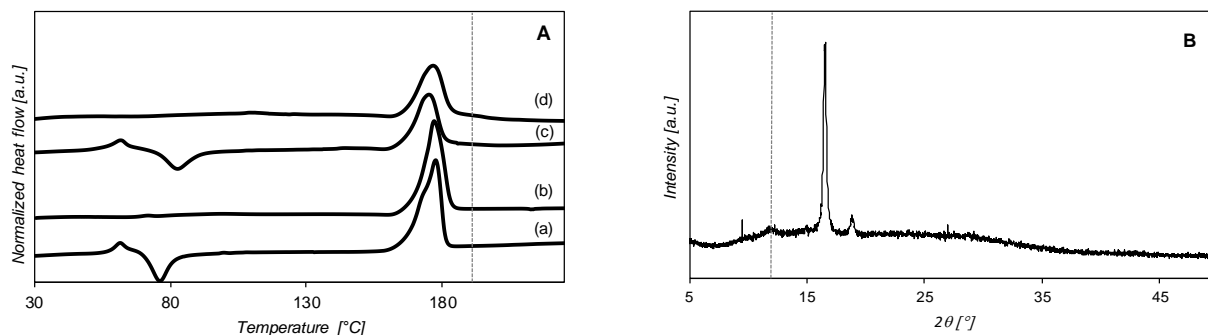 A
(d)
(c)
(b)
(a)
Normalized heat flow [a.u.]
30 80 130 180
Temperature [°C]
B
Intensity [a.u.]
5 15 25 35 45
2θ [°]